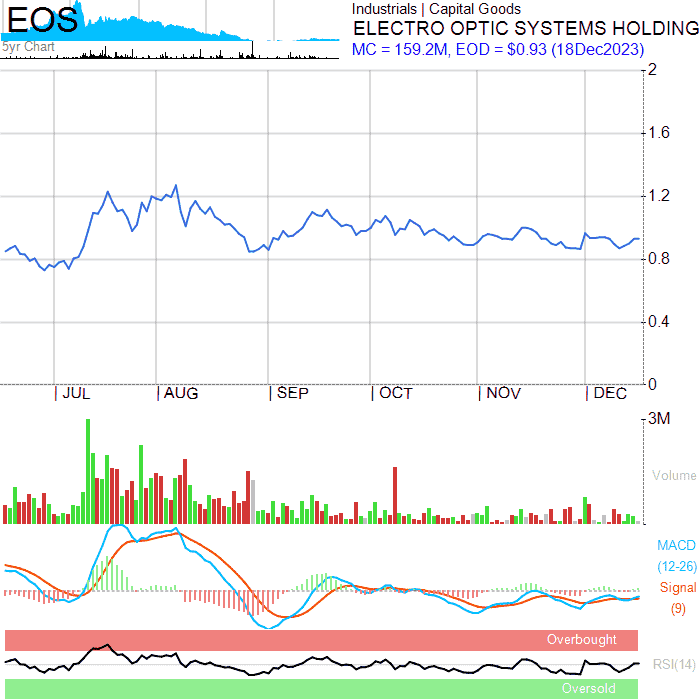 EOS
5yr Chart
Industrials | Capital Goods
ELECTRO OPTIC SYSTEMS HOLDING
MC = 159.2M, EOD = $0.93 (18Dec2023)
2
1.6
1.2
0.8
0.4
0
| JUL | AUG | SEP | OCT | NOV | DEC
3M
Volume
MACD
(12-26)
Signal
(9)
Overbought
RSI(14)
Oversold